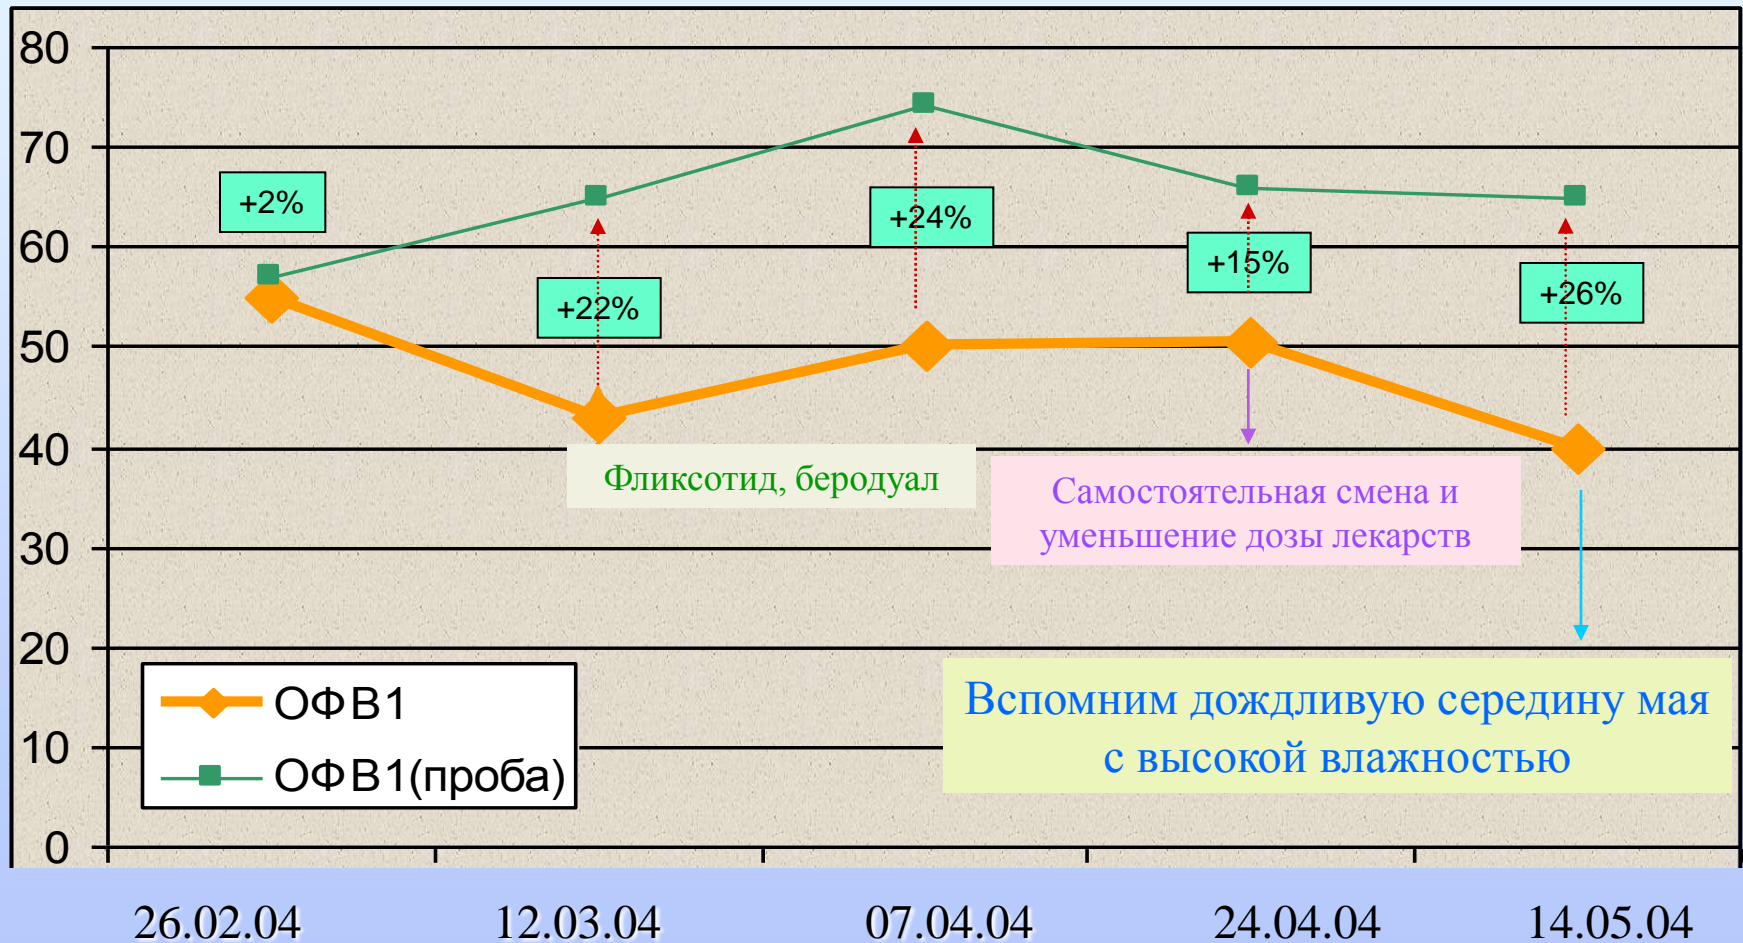 80
70
60
50
40
30
20
10
0
+2%
+22%
+24%
+15%
+26%
Фликсотид, беродуал
Самостоятельная смена и
уменьшение дозы лекарств
Вспомним дождливую середину мая
с высокой влажностью
ОФВ1
ОФВ1(проба)
26.02.04
12.03.04
07.04.04
24.04.04
14.05.04